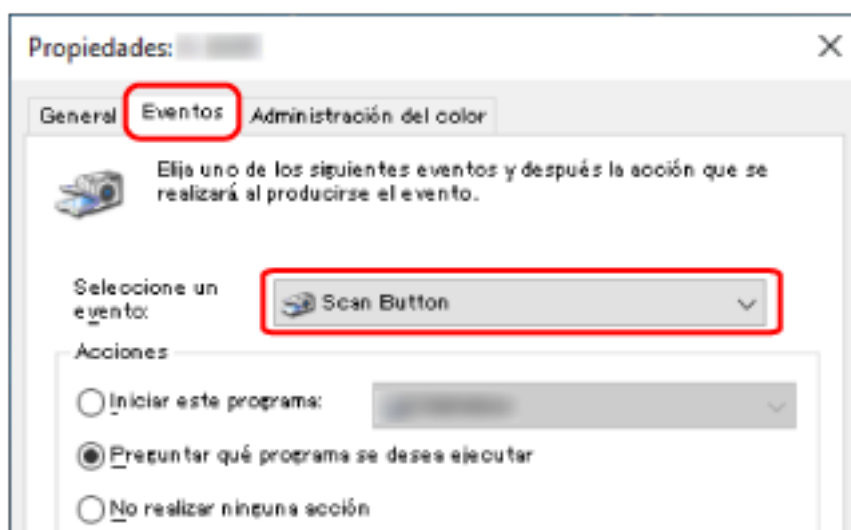 Propiedades:
General Eventos Administración del color
Elija uno de los siguientes eventos y después la acción que se
realizará al producirse el evento.
Seleccione un
evento:
Scan Button
Acciones
Iniciar este programa:
Preguntar qué programa se desea ejecutar
No realizar ninguna acción